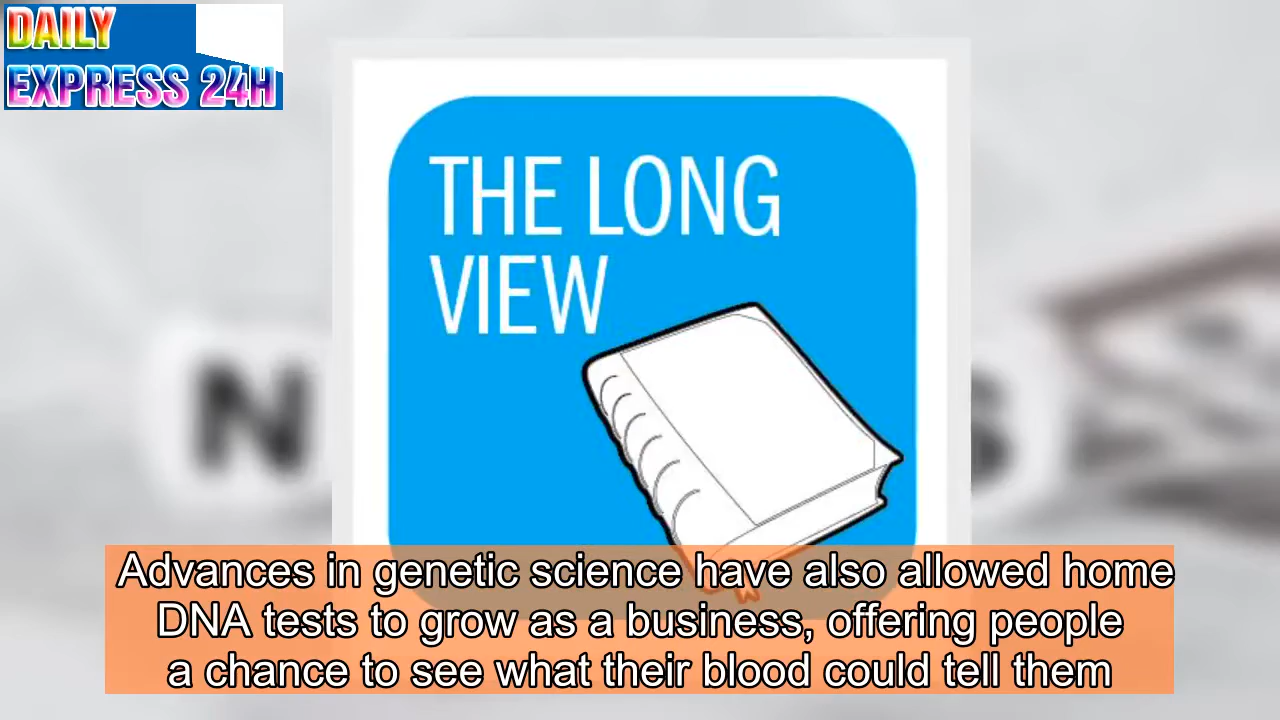 DAILY
EXPRESS 24H
THE LONG
VIEW
N
S
Advances in genetic science have also allowed home
DNA tests to grow as a business, offering people
a chance to see what their blood could tell them